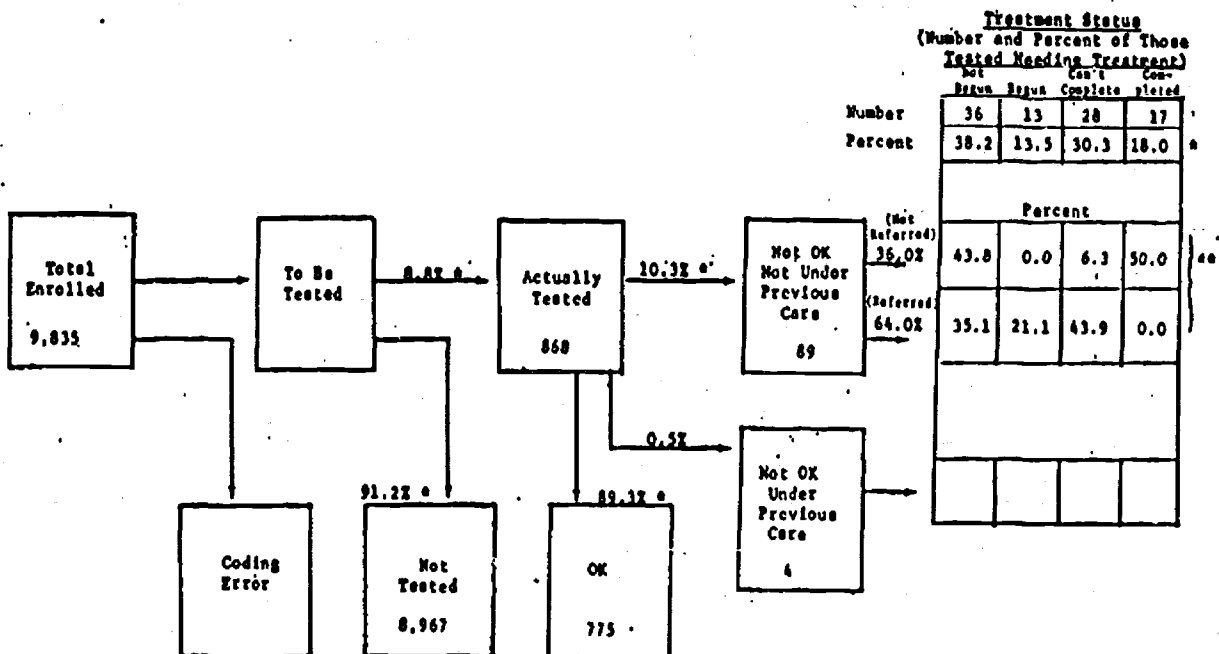 Treatment Status
(Number and Percent of Those
Tested Needing Treatment)
Not Begun Begun Can't Complete Com- pleted
Number 36 13 28 17
Percent 38.2 13.5 30.3 18.0 *
Percent
(Not Referred) 36.0% 43.8 0.0 6.3 50.0 **
(Referred) 64.0% 35.1 21.1 43.9 0.0
Total
Enrolled
9,835
To Be
Tested
8.8% *
Actually
Tested
868
10.3% *
Not OK
Not Under
Previous
Care
89
0.5%
Not OK
Under
Previous
Care
4
Coding
Error
91.2% *
Not
Tested
8,967
89.3% *
OK
775